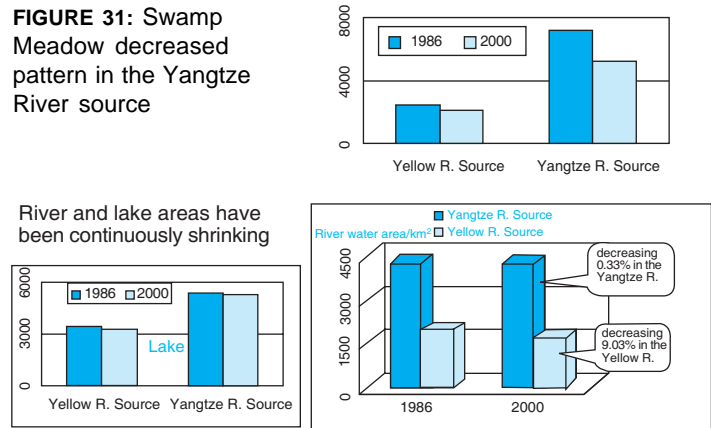 FIGURE 31: Swamp
Meadow decreased
pattern in the Yangtze
River source
8000
4000
0
1986 2000
Yellow R. Source Yangtze R. Source
River and lake areas have
been continuously shrinking
6000
3000
0
1986 2000
Lake
Yellow R. Source Yangtze R. Source
Yangtze R. Source
River water area/km² Yellow R. Source
4500
3000
1500
0
decreasing
0.33% in the
Yangtze R.
decreasing
9.03% in the
Yellow R.
1986 2000